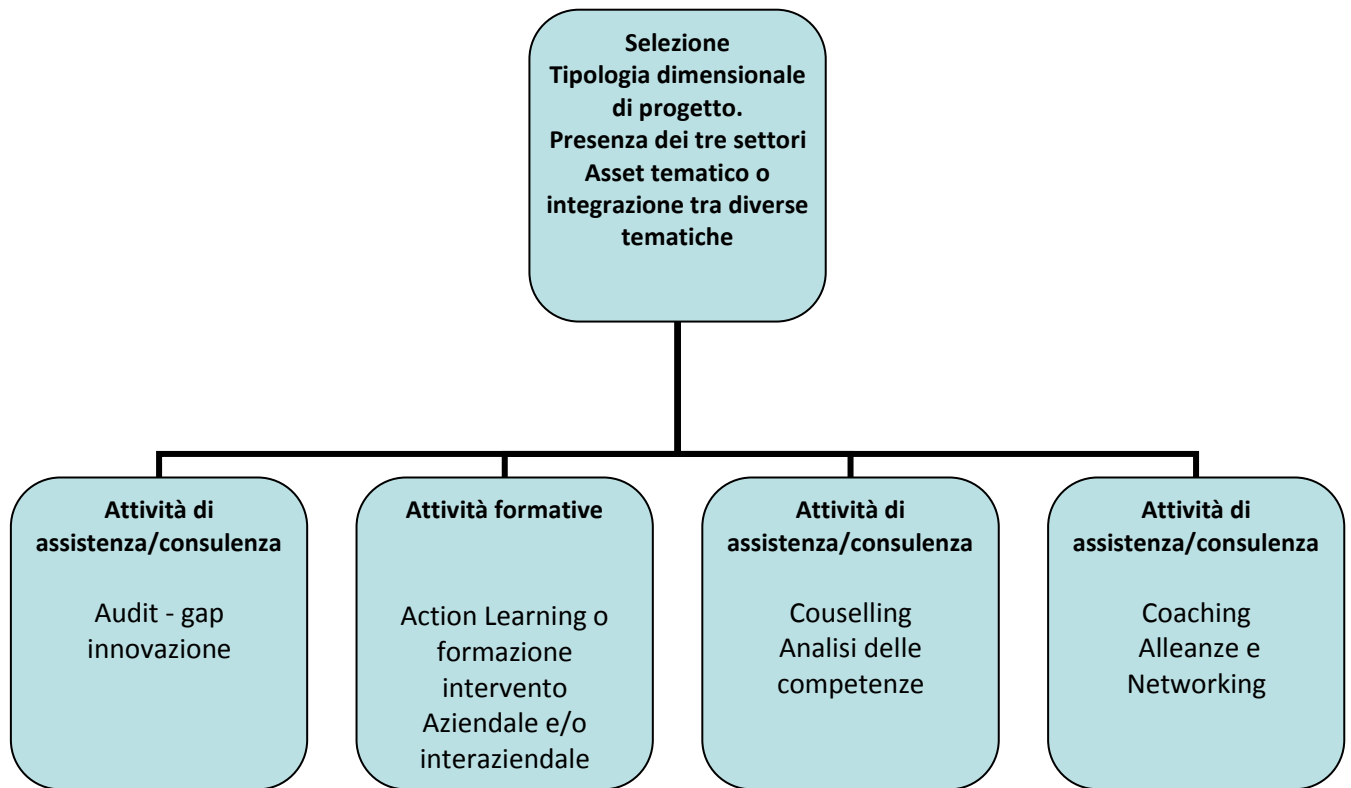 Selezione
Tipologia dimensionale
di progetto.
Presenza dei tre settori
Asset tematico o
integrazione tra diverse
tematiche
Attività di
assistenza/consulenza
Audit - gap
innovazione
Attività formative
Action Learning o
formazione
intervento
Aziendale e/o
interaziendale
Attività di
assistenza/consulenza
Couselling
Analisi delle
competenze
Attività di
assistenza/consulenza
Coaching
Alleanze e
Networking